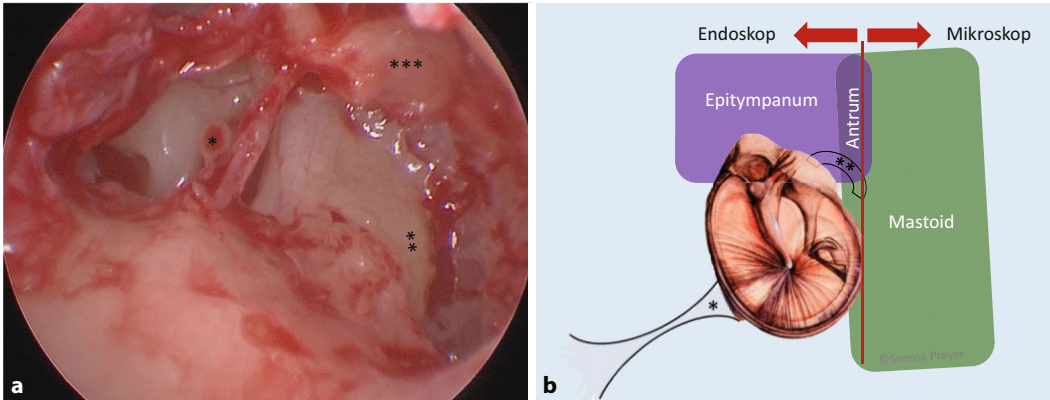 ***
*
**
a
Endoskop
Mikroskop
Epitympanum
Antrum
**
Mastoid
*
©Serena Preyer
b